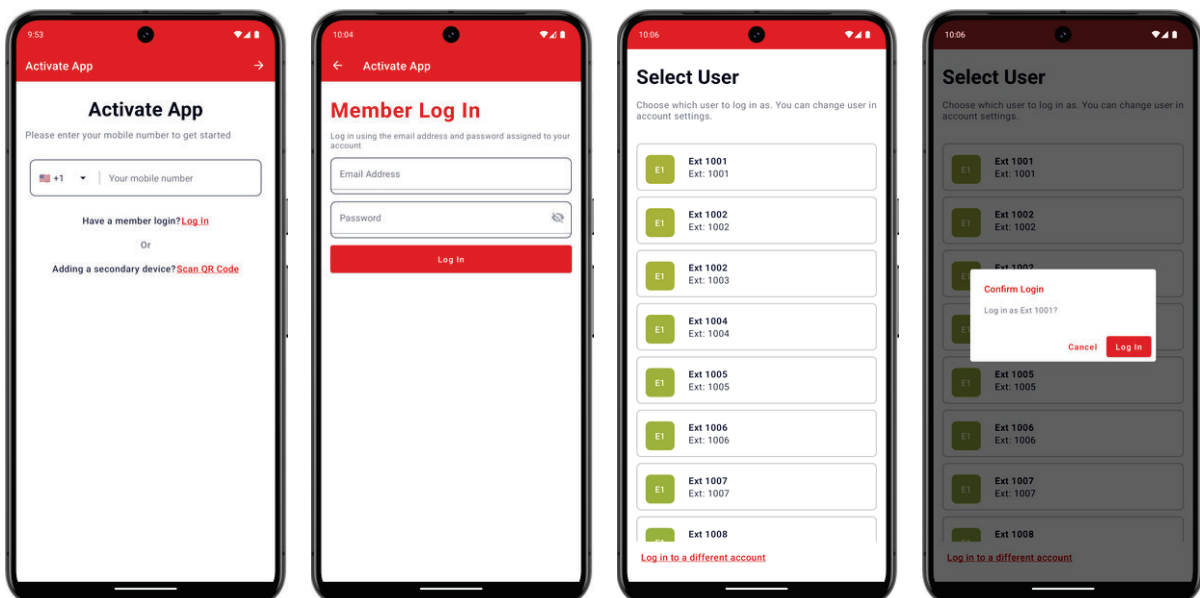 9:53
Activate App →
Activate App
Please enter your mobile number to get started
+1
Your mobile number
Have a member login? Log In
Or
Adding a secondary device? Scan QR Code
10:04
← Activate App
Member Log In
Log in using the email address and password assigned to your
account
Email Address
Password
Log In
10:06
Select User
Choose which user to log in as. You can change user in
account settings.
E1
Ext 1001
Ext: 1001
E1
Ext 1002
Ext: 1002
E1
Ext 1002
Ext: 1003
E1
Ext 1004
Ext: 1004
E1
Ext 1005
Ext: 1005
E1
Ext 1006
Ext: 1006
E1
Ext 1007
Ext: 1007
Ext 1008
Log in to a different account
10:06
Select User
Choose which user to log in as. You can change user in
account settings.
E1
Ext 1001
Ext: 1001
E1
Ext 1002
Ext: 1002
Ext 1002
Confirm Login
Log in as Ext 1001?
Cancel
Log In
E1
Ext 1005
Ext: 1005
E1
Ext 1006
Ext: 1006
E1
Ext 1007
Ext: 1007
Ext 1008
Log in to a different account